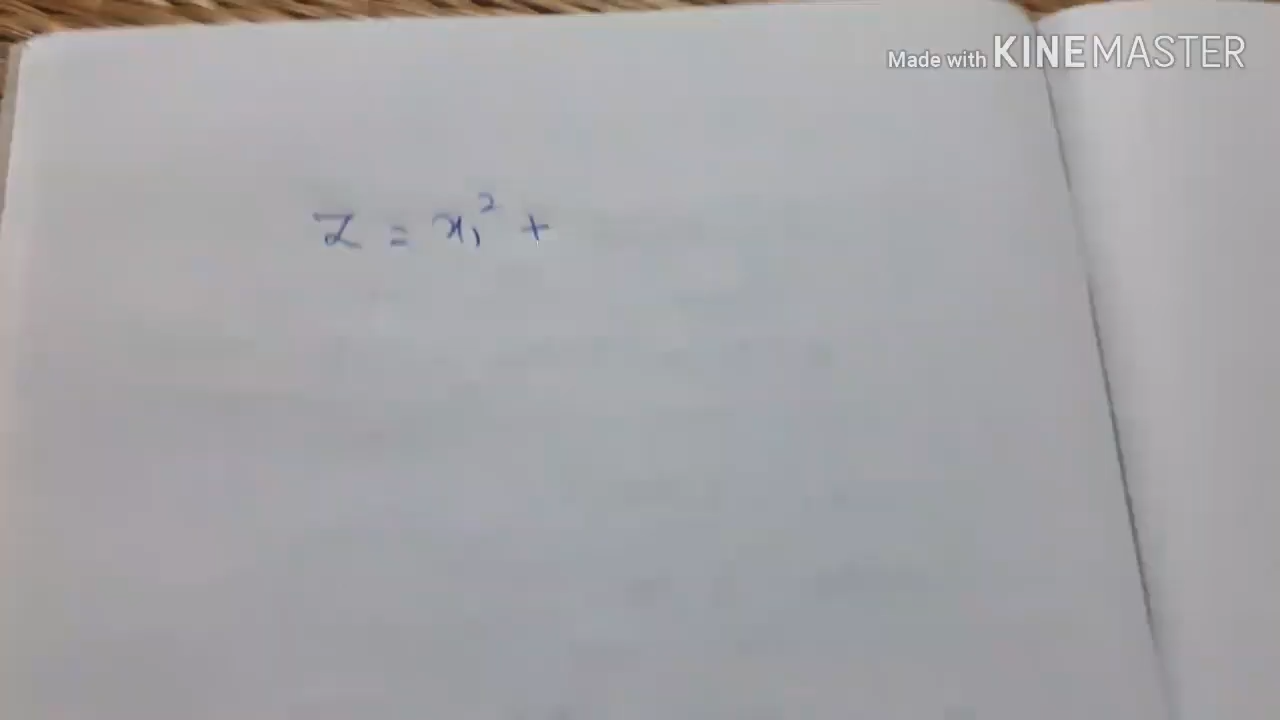 Made with KINEMASTER
Z = x₁² +